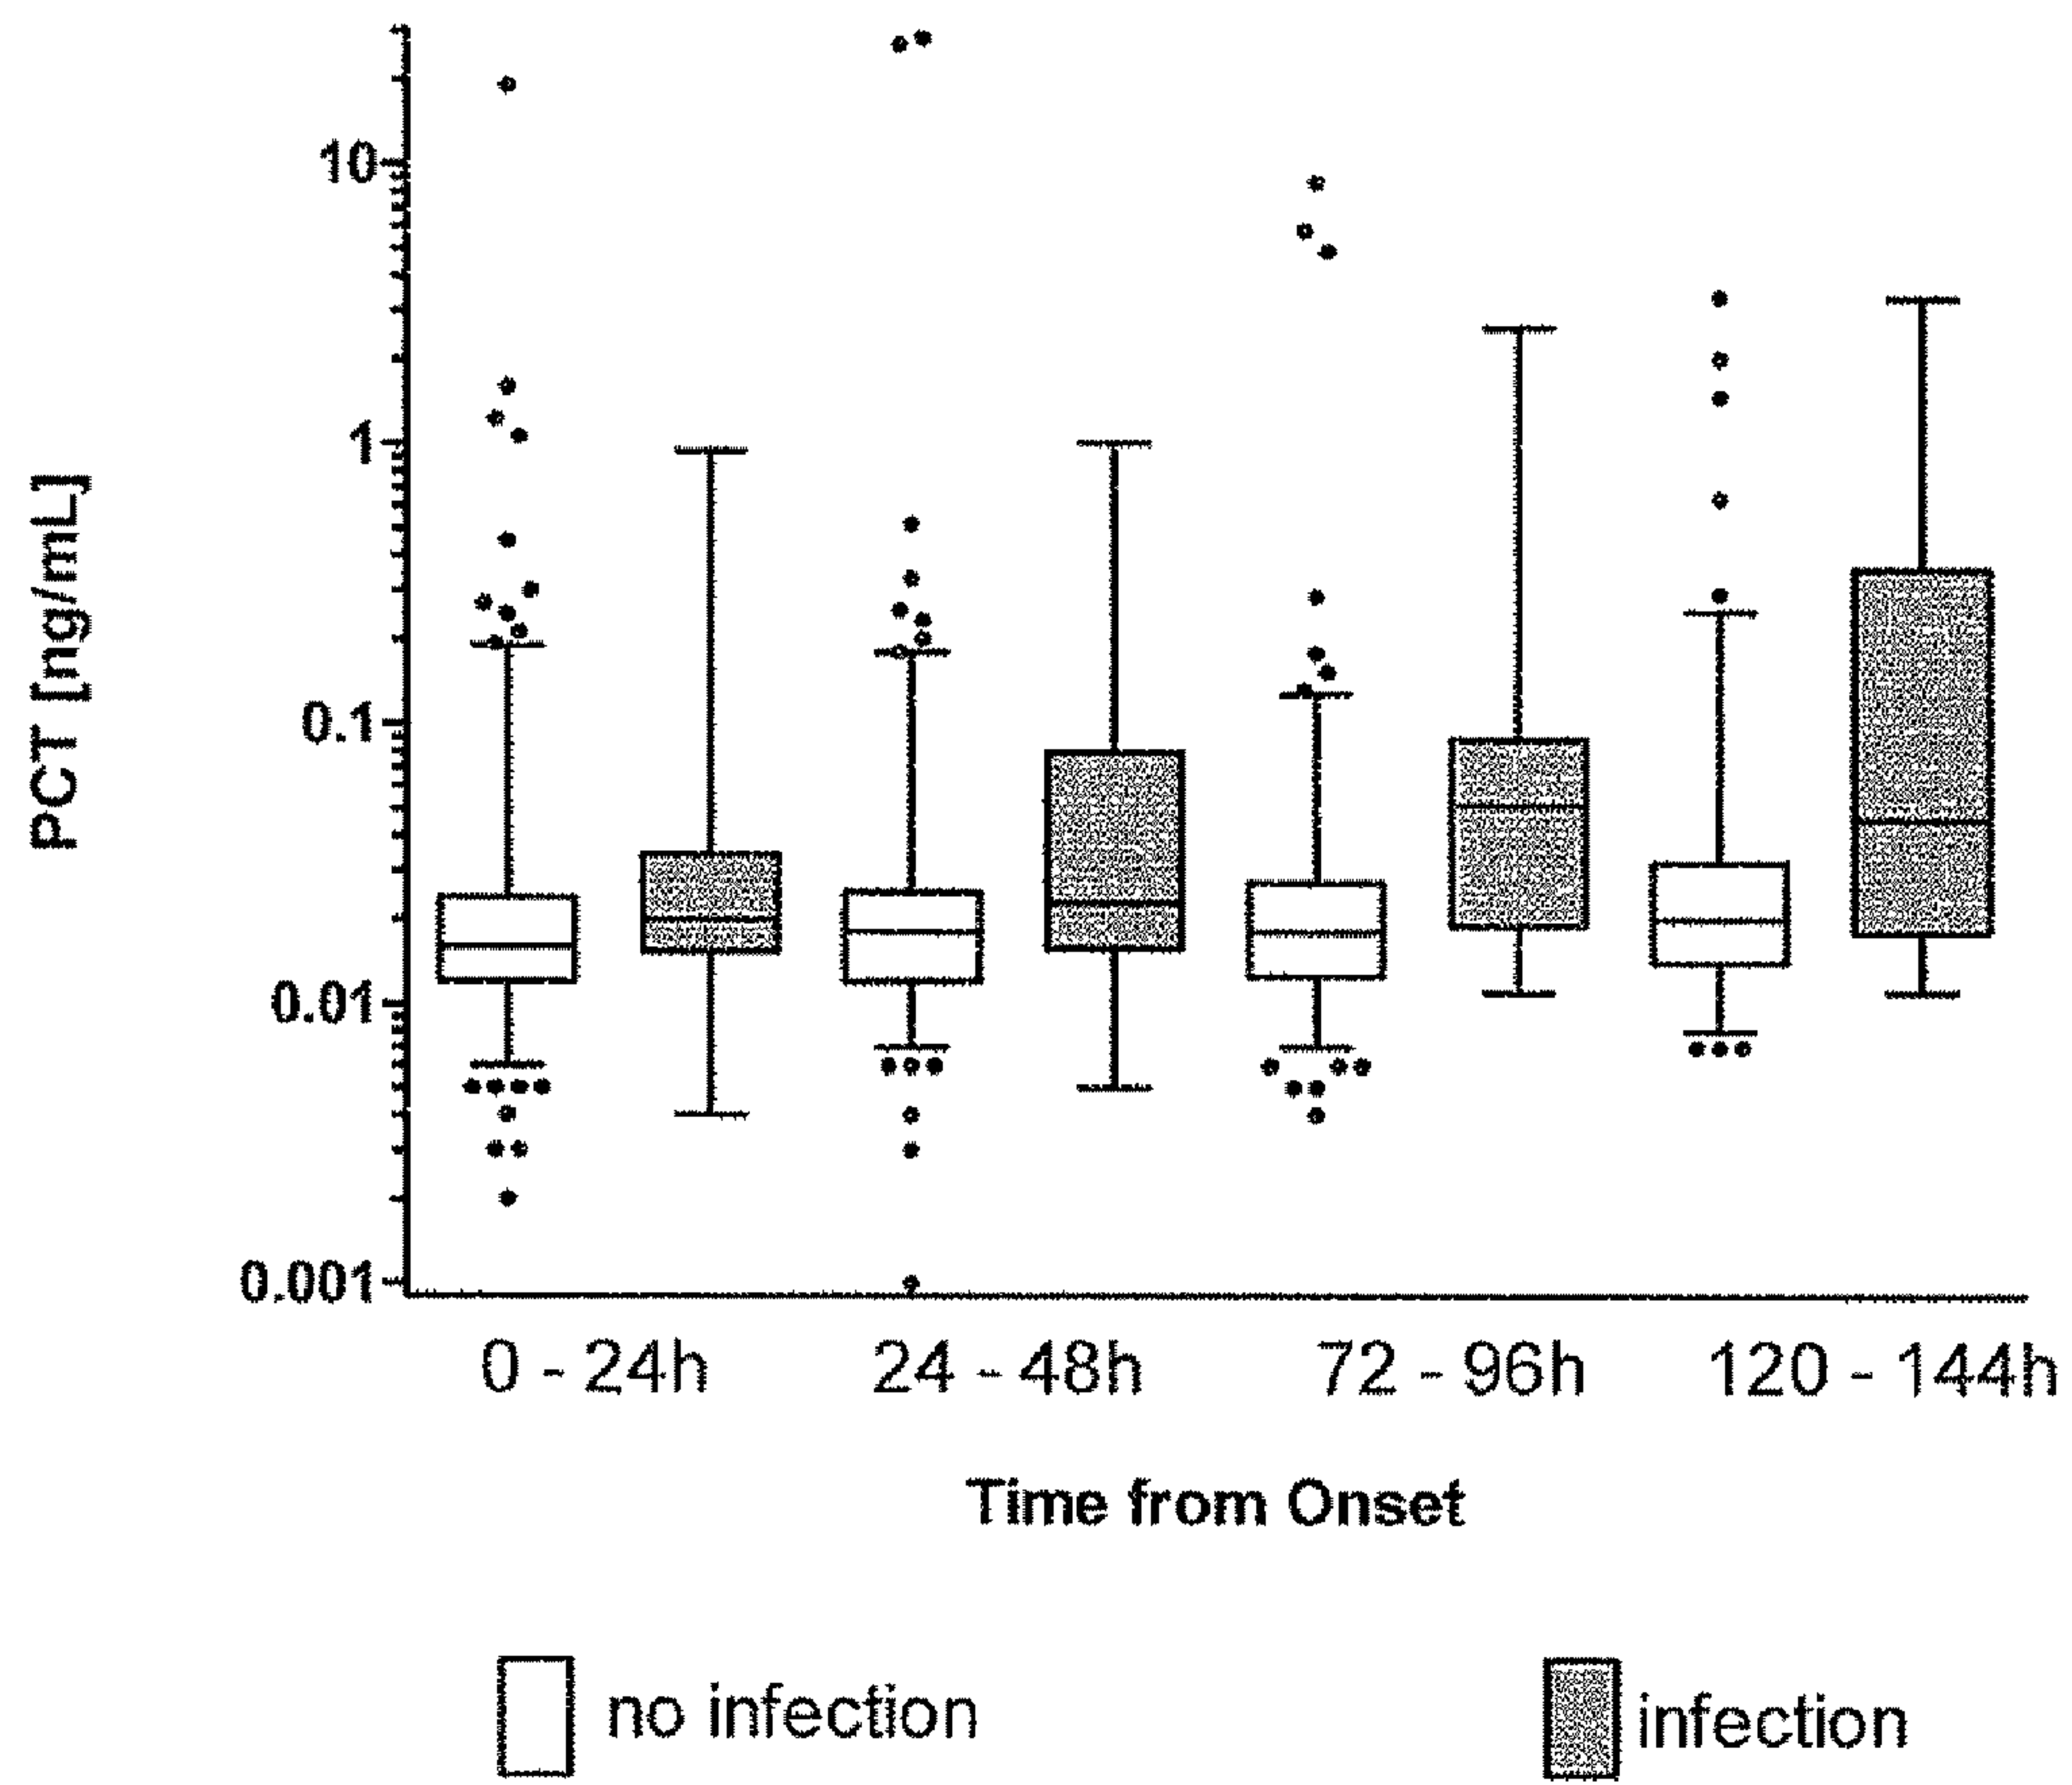 PCT [ng/mL]
10
1
0.1
0.01
0.001
0 - 24h 24 - 48h 72 - 96h 120 - 144h
Time from Onset
no infection infection